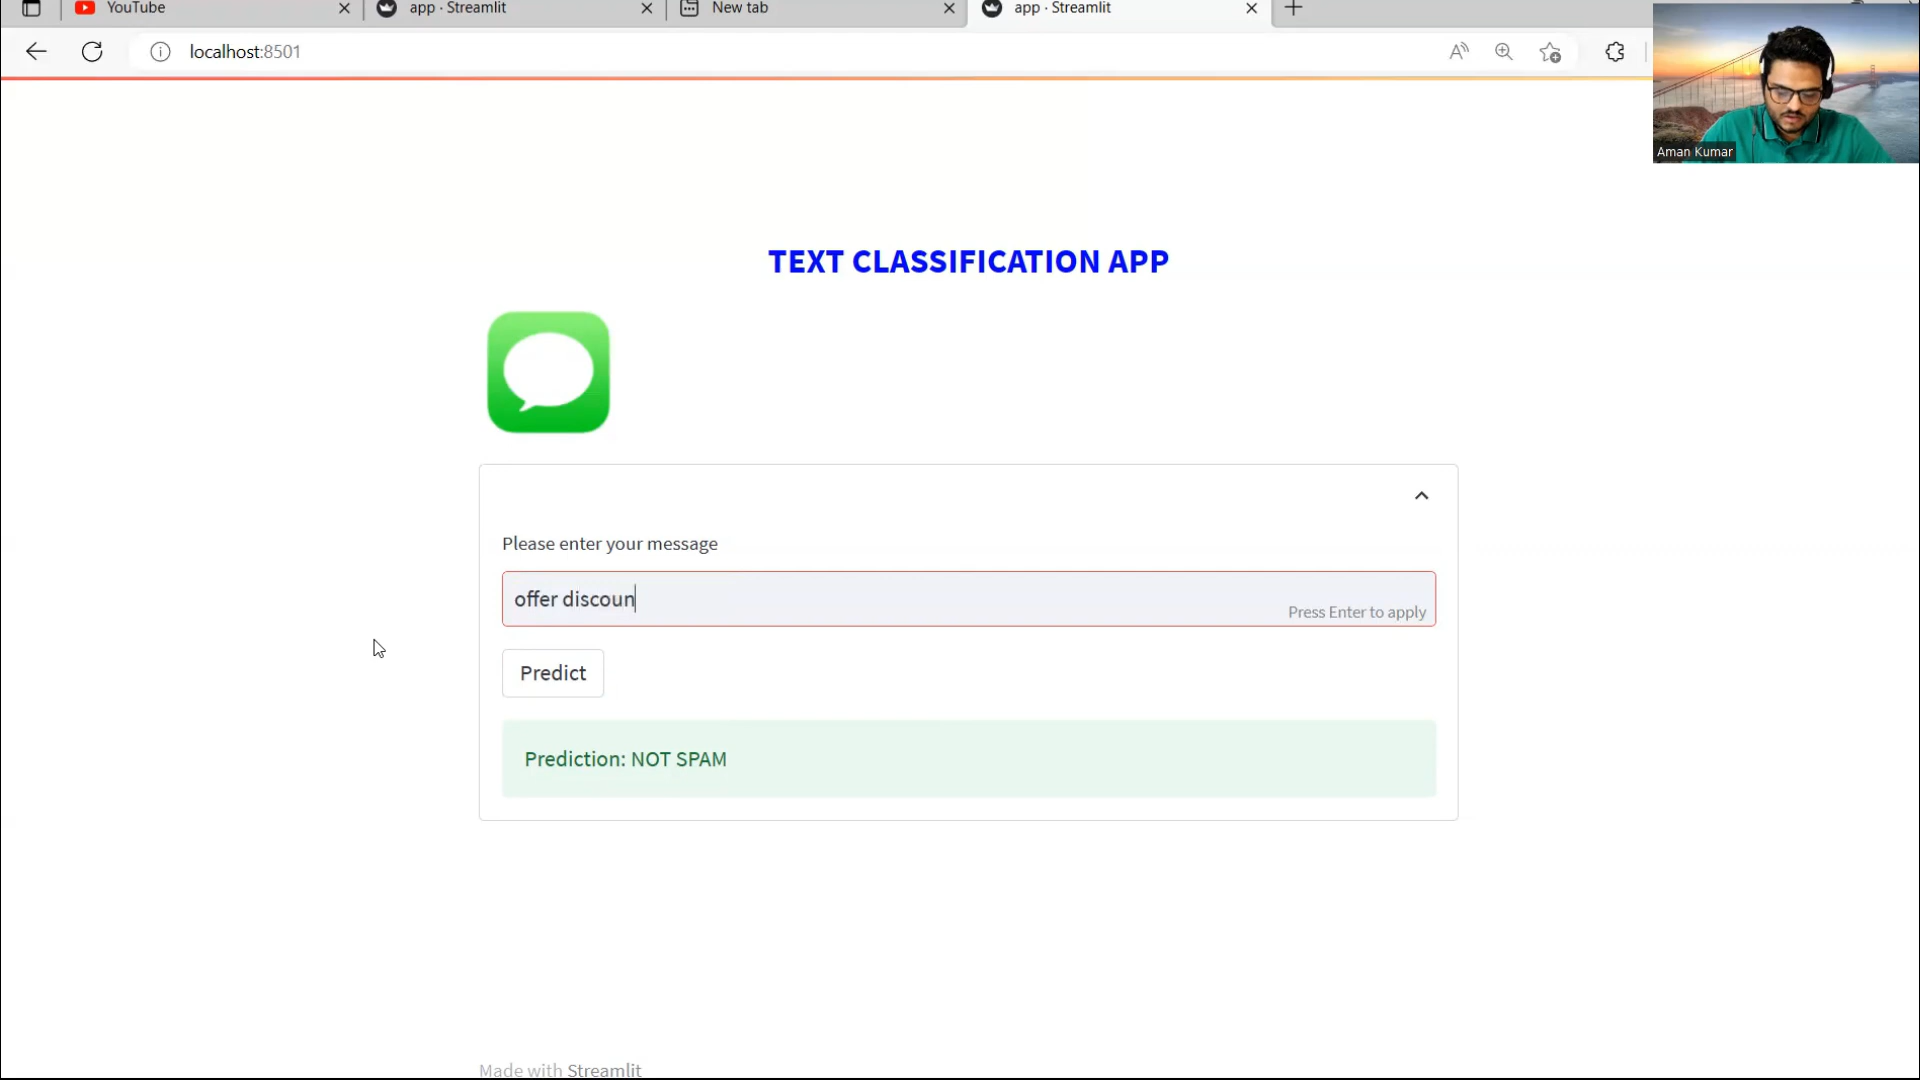 YouTube
app · Streamlit
New tab
app · Streamlit
localhost:8501
Aman Kumar
TEXT CLASSIFICATION APP
Please enter your message
offer discoun
Press Enter to apply
Predict
Prediction: NOT SPAM
Made with Streamlit